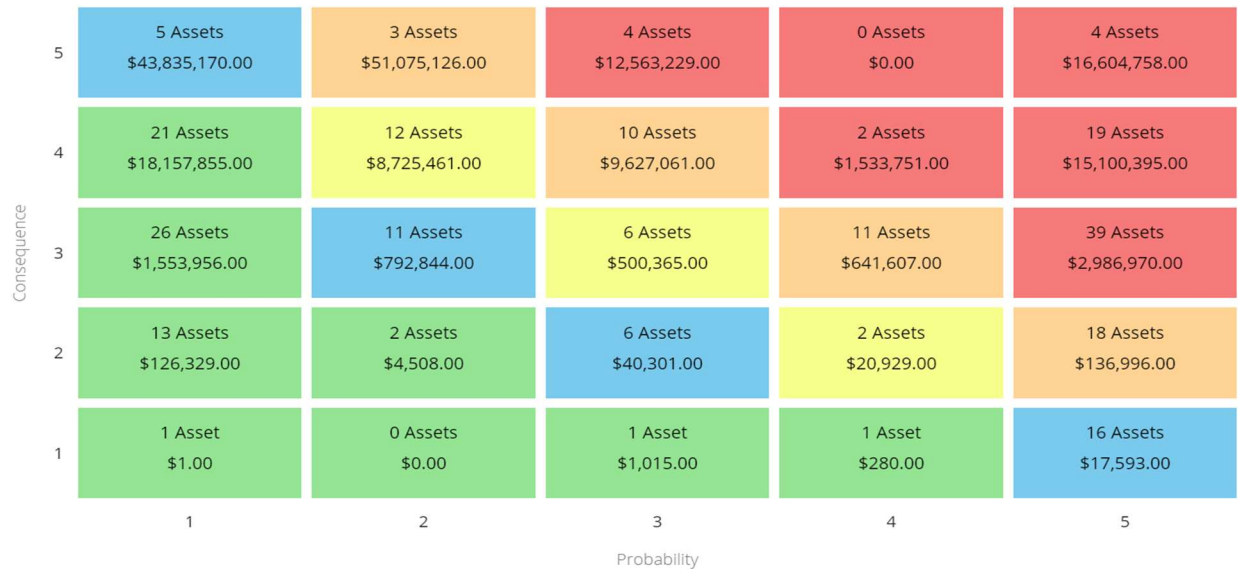 5 Assets
$43,835,170.00
3 Assets
$51,075,126.00
4 Assets
$12,563,229.00
0 Assets
$0.00
4 Assets
$16,604,758.00
5
21 Assets
$18,157,855.00
12 Assets
$8,725,461.00
10 Assets
$9,627,061.00
2 Assets
$1,533,751.00
19 Assets
$15,100,395.00
4
26 Assets
$1,553,956.00
11 Assets
$792,844.00
6 Assets
$500,365.00
11 Assets
$641,607.00
39 Assets
$2,986,970.00
3
Consequence
13 Assets
$126,329.00
2 Assets
$4,508.00
6 Assets
$40,301.00
2 Assets
$20,929.00
18 Assets
$136,996.00
2
1 Asset
$1.00
0 Assets
$0.00
1 Asset
$1,015.00
1 Asset
$280.00
16 Assets
$17,593.00
1
1
2
3
4
5
Probability